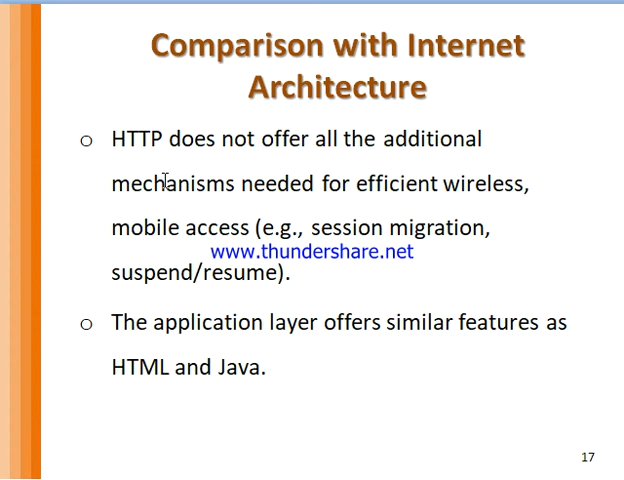 Comparison with Internet
Architecture
o HTTP does not offer all the additional
mechanisms needed for efficient wireless,
mobile access (e.g., session migration,
www.thundershare.net
suspend/resume).
o The application layer offers similar features as
HTML and Java.
17